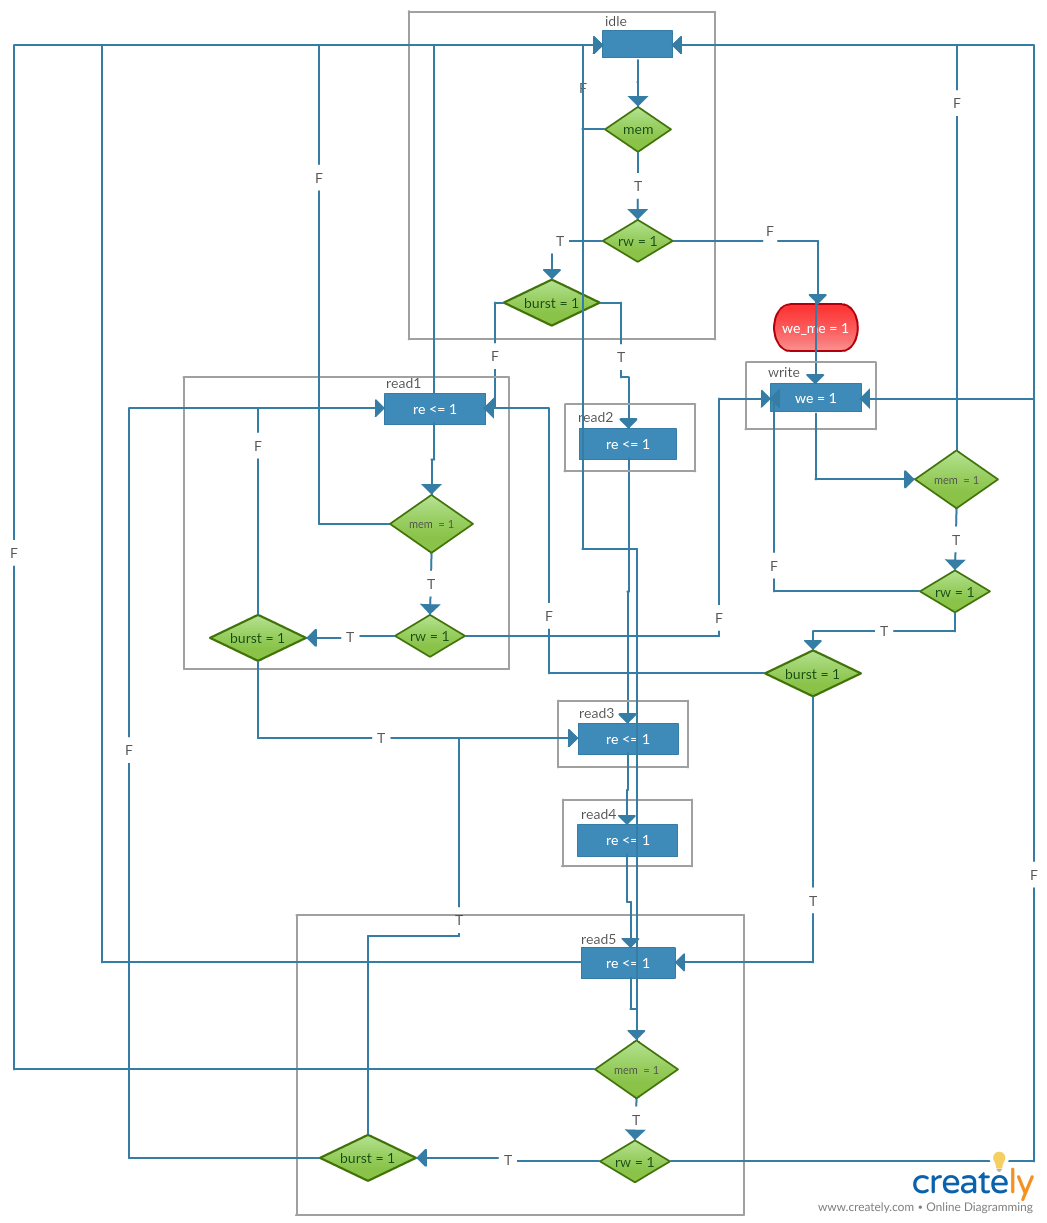 idle
F
F
mem
T
F
rw = 1
T
F
burst = 1
we_me = 1
F
T
write
read1
we = 1
re <= 1
read2
re <= 1
F
mem = 1
mem = 1
T
F
F
T
rw = 1
F
F
burst = 1
T
rw = 1
T
burst = 1
read3
T
re <= 1
F
read4
re <= 1
F
T
T
read5
re <= 1
mem = 1
T
burst = 1
T
rw = 1
creately
www.creately.com • Online Diagramming